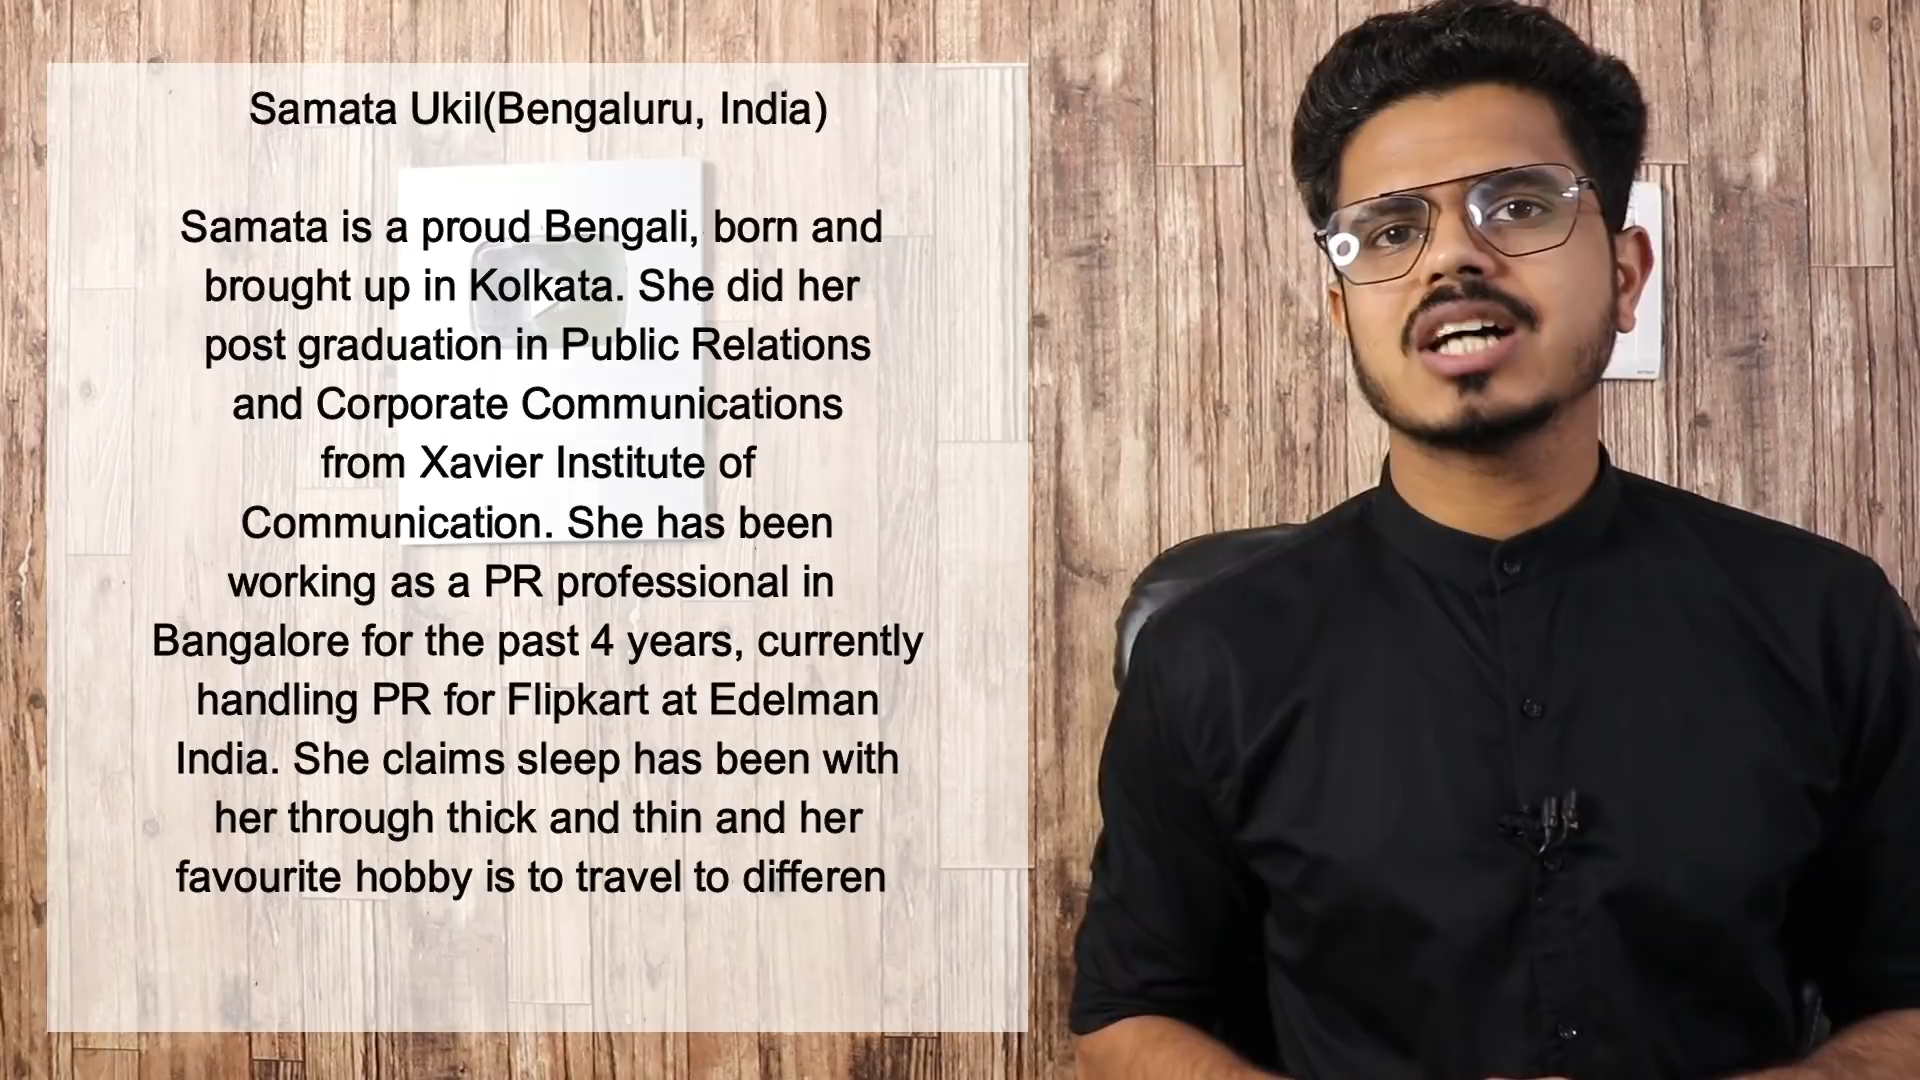 Samata Ukil(Bengaluru, India)
Samata is a proud Bengali, born and
brought up in Kolkata. She did her
post graduation in Public Relations
and Corporate Communications
from Xavier Institute of
Communication. She has been
working as a PR professional in
Bangalore for the past 4 years, currently
handling PR for Flipkart at Edelman
India. She claims sleep has been with
her through thick and thin and her
favourite hobby is to travel to differen